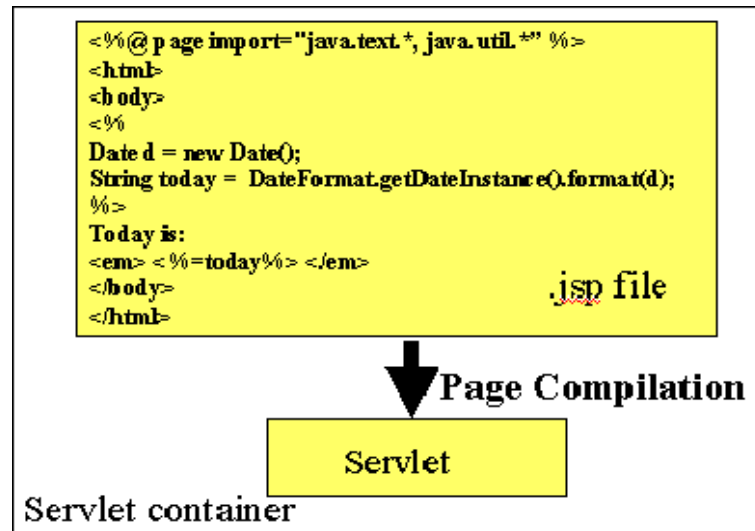 <%@ page import="java.text.*, java.util.*” %>
<html>
<body>
<%
Date d = new Date();
String today = DateFormat.getDateInstance().format(d);
%>
Today is:
<em> <%=today%> </em>
</body>
</html>
.jsp file
Page Compilation
Servlet
Servlet container